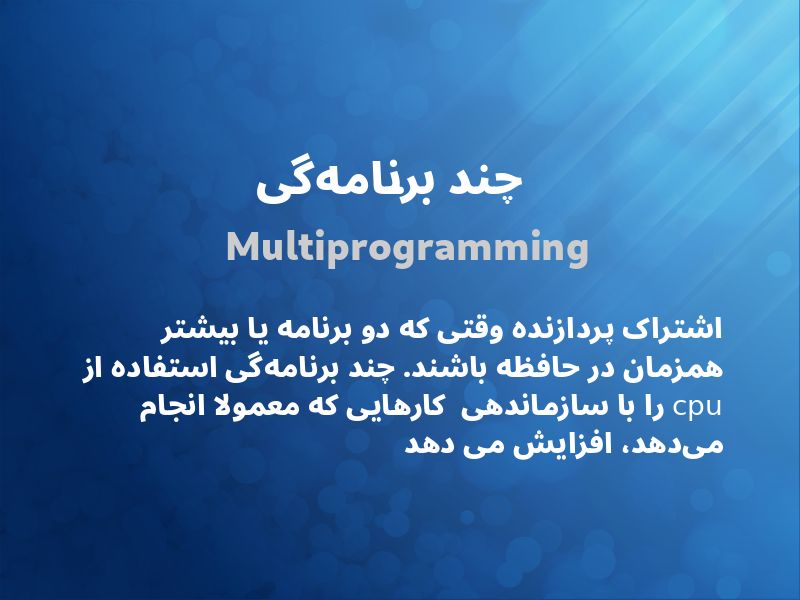 چند برنامه‌گی
Multiprogramming
اشتراک پردازنده وقتی که دو برنامه یا بیشتر
همزمان در حافظه باشند. چند برنامه‌گی استفاده از
cpu را با سازماندهی  کارهایی که معمولا انجام
می‌دهد، افزایش می دهد